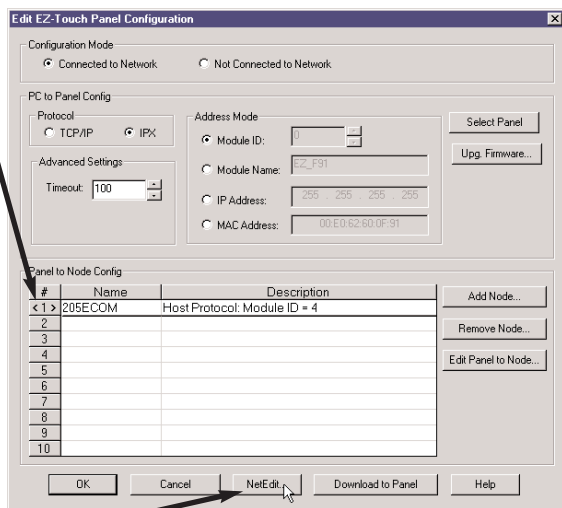 Edit EZ-Touch Panel Configuration
Configuration Mode
Connected to Network
Not Connected to Network
PC to Panel Config
Protocol
TCP/IP
IPX
Advanced Settings
Timeout: 100
Address Mode
Module ID: 0
Module Name: EZ_F91
IP Address: 255 . 255 . 255 . 255
MAC Address: 00:E0:62:60:0F:91
Select Panel
Upg. Firmware...
Panel to Node Config
# Name Description
<1> 205ECOM Host Protocol: Module ID = 4
2
3
4
5
6
7
8
9
10
Add Node...
Remove Node...
Edit Panel to Node...
OK Cancel NetEdit... Download to Panel Help